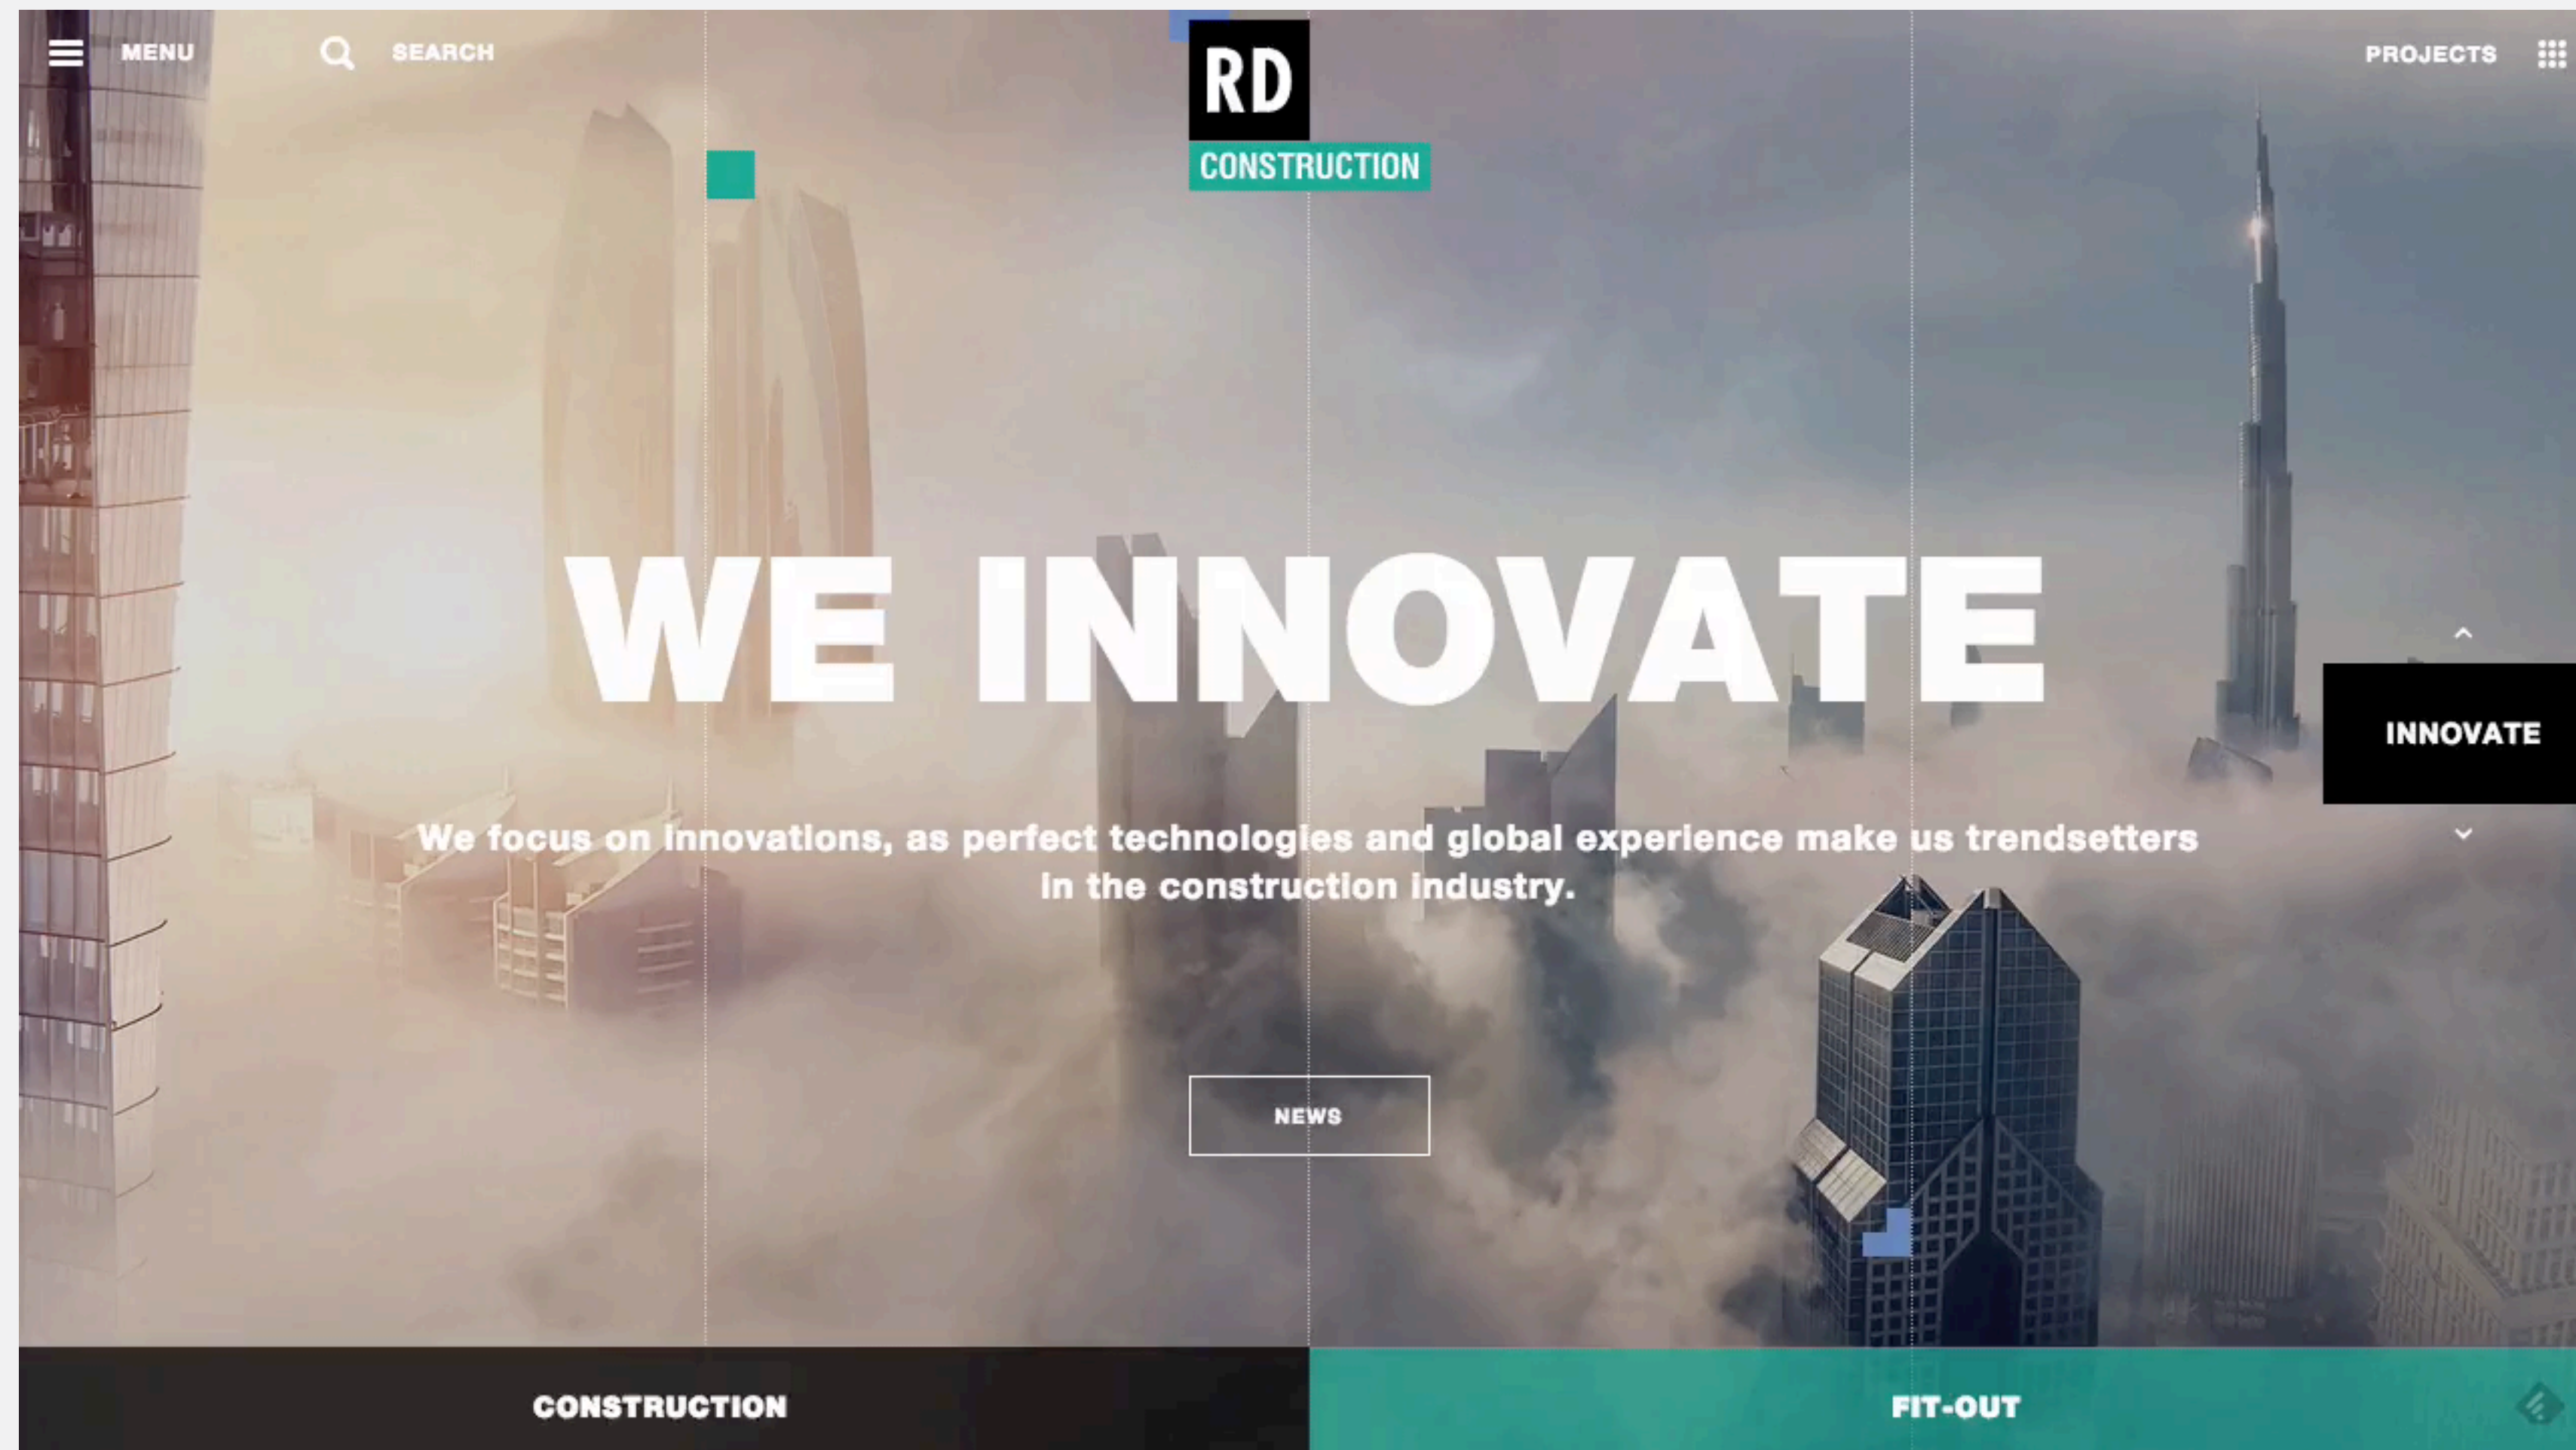 MENU
SEARCH
RD
CONSTRUCTION
PROJECTS
WE INNOVATE
INNOVATE
We focus on innovations, as perfect technologies and global experience make us trendsetters
in the construction industry.
NEWS
CONSTRUCTION
FIT-OUT